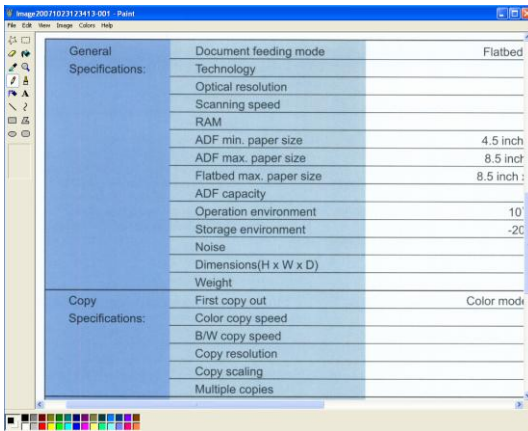 Image20071023123413-001 - Paint
File Edit View Image Colors Help
General Document feeding mode Flatbed
Specifications: Technology
Optical resolution
Scanning speed
RAM
ADF min. paper size 4.5 inch
ADF max. paper size 8.5 inch
Flatbed max. paper size 8.5 inch
ADF capacity
Operation environment 10
Storage environment -20
Noise
Dimensions(H x W x D)
Weight
Copy First copy out Color mode
Specifications: Color copy speed
B/W copy speed
Copy resolution
Copy scaling
Multiple copies